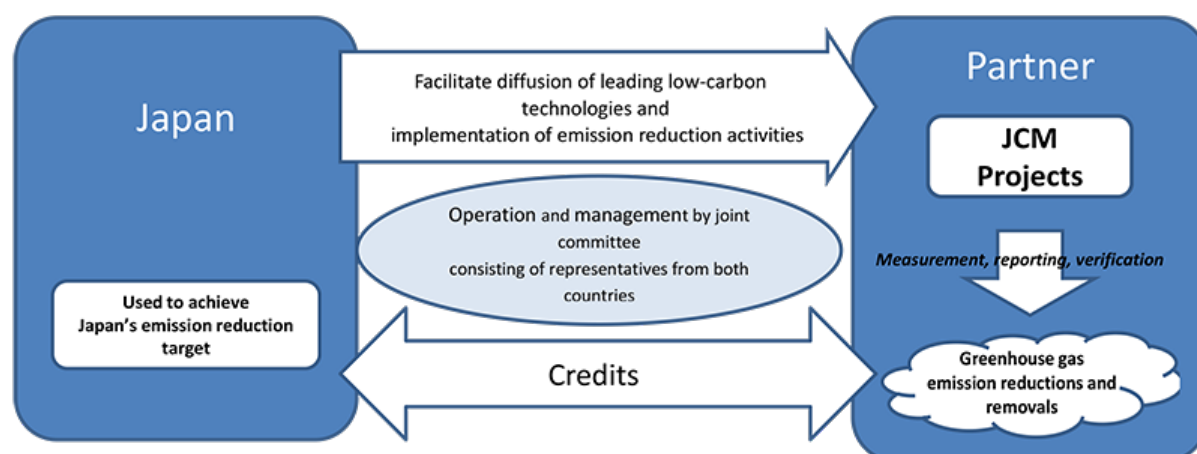 Japan
Used to achieve
Japan's emission reduction
target
Facilitate diffusion of leading low-carbon
technologies and
implementation of emission reduction activities
Operation and management by joint
committee
consisting of representatives from both
countries
Credits
Partner
JCM
Projects
Measurement, reporting, verification
Greenhouse gas
emission reductions and
removals